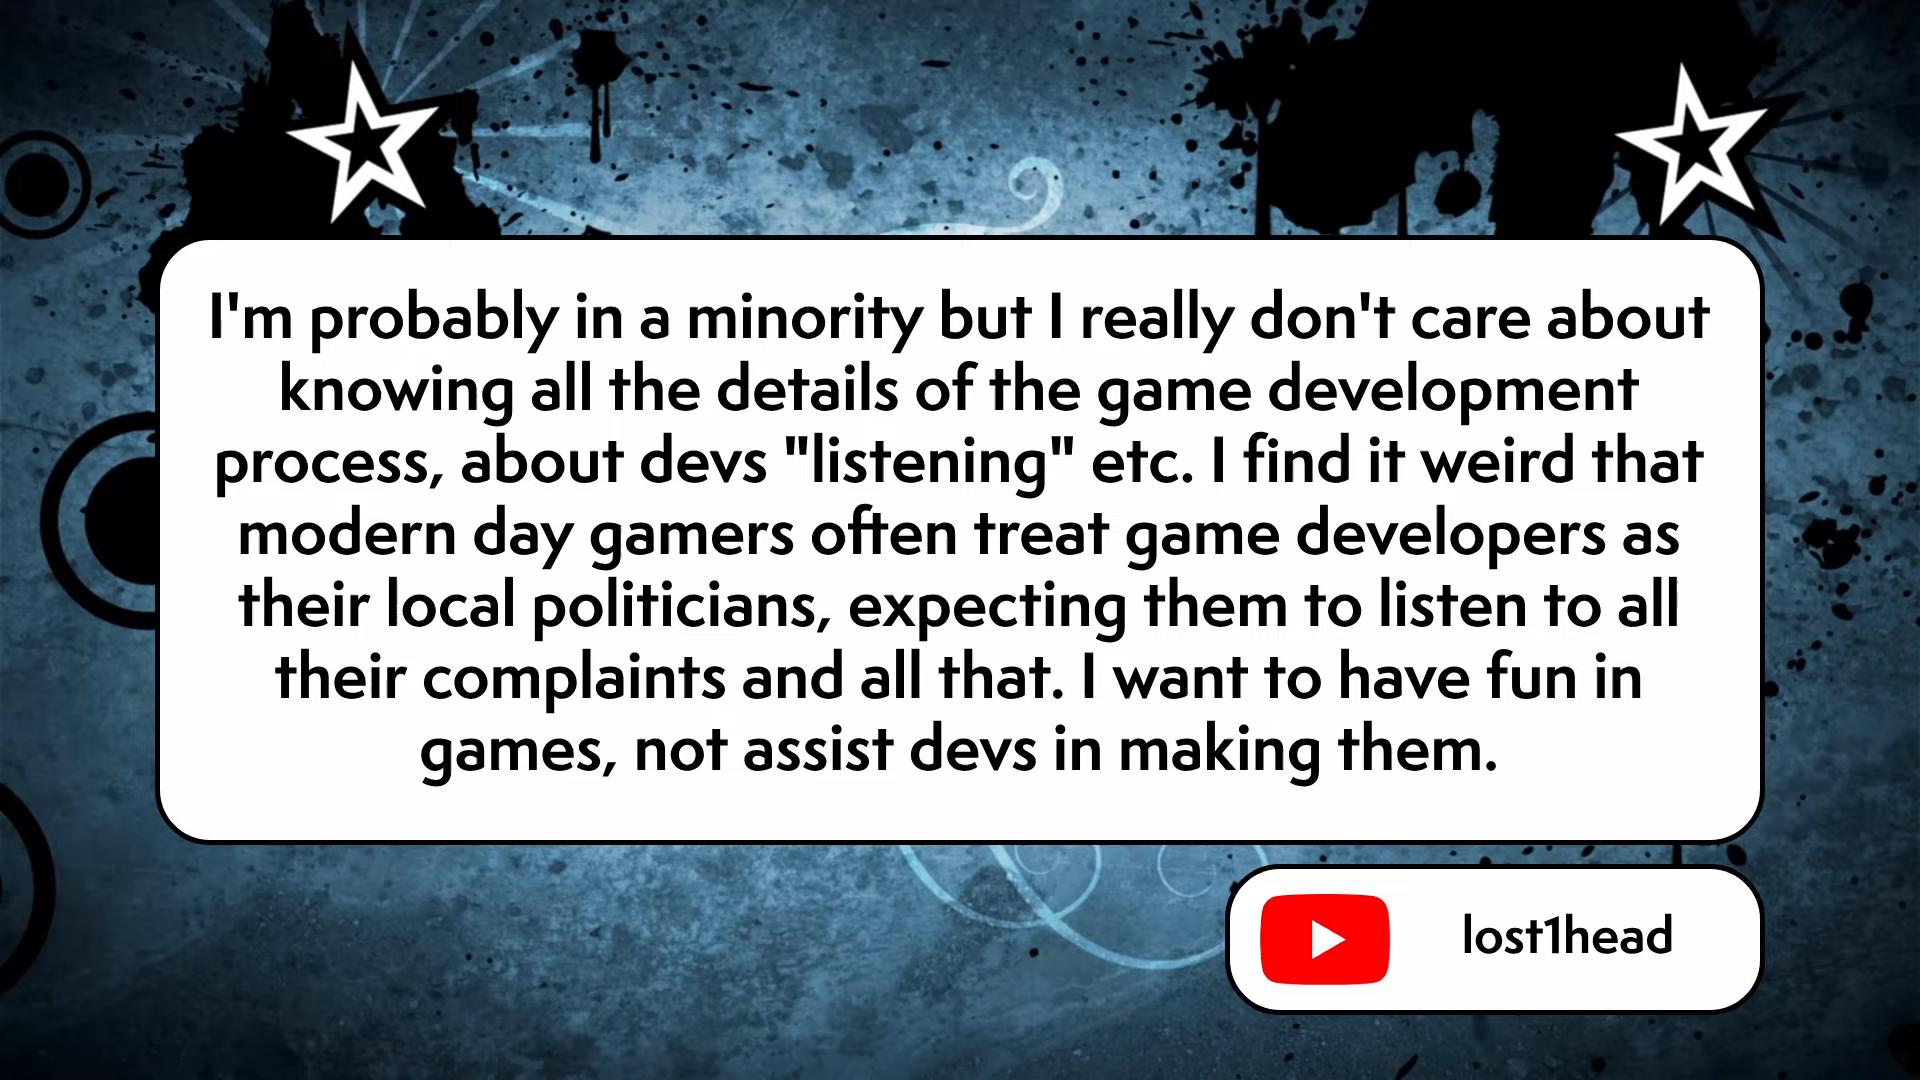 I'm probably in a minority but I really don't care about
knowing all the details of the game development
process, about devs "listening" etc. I find it weird that
modern day gamers often treat game developers as
their local politicians, expecting them to listen to all
their complaints and all that. I want to have fun in
games, not assist devs in making them.
lost1head